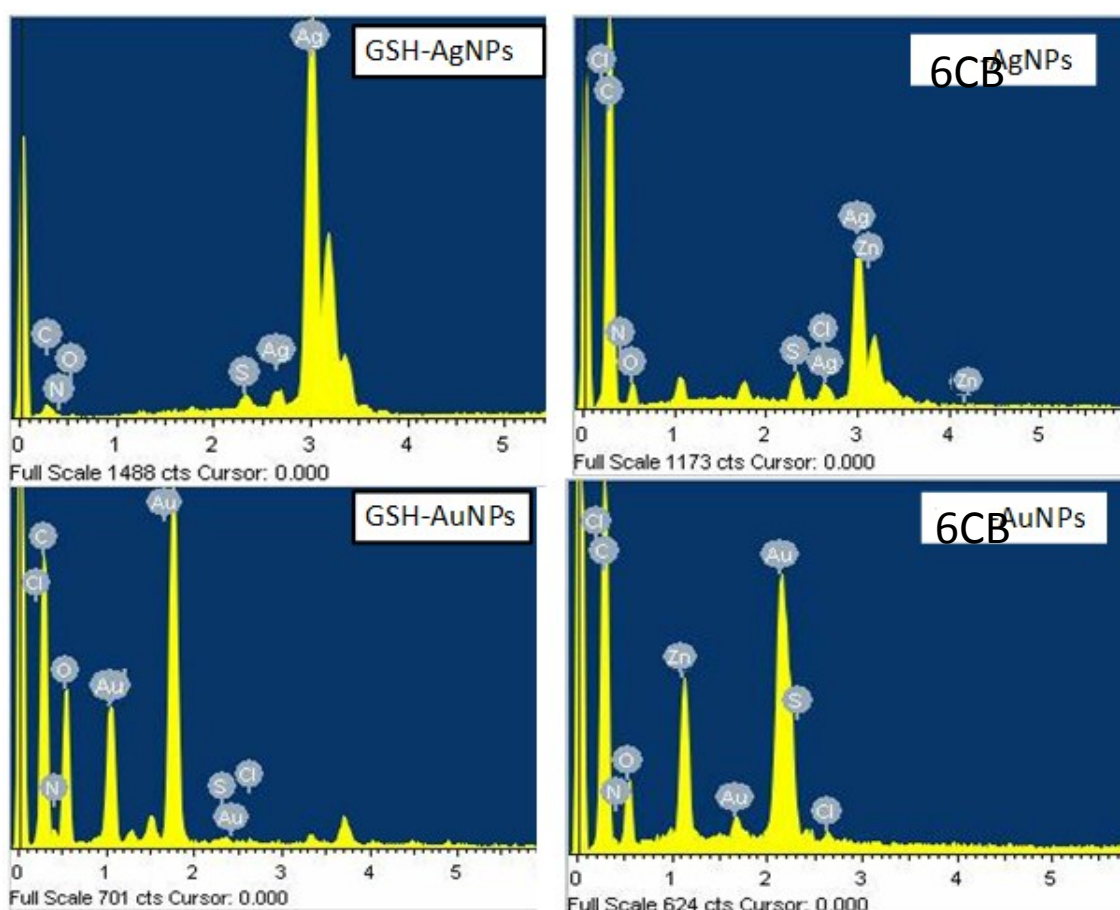 GSH-AgNPs
Ag
C
O
N
S
Ag
0 1 2 3 4 5
Full Scale 1488 cts Cursor: 0.000
6CB AgNPs
Cl
C
N
O
S
Cl
Ag
Ag
Zn
Zn
0 1 2 3 4 5
Full Scale 1173 cts Cursor: 0.000
GSH-AuNPs
Au
C
Cl
O
Au
N
S
Cl
Au
0 1 2 3 4 5
Full Scale 701 cts Cursor: 0.000
6CB -AuNPs
Cl
C
Au
Zn
S
O
N
Au
Cl
0 1 2 3 4 5
Full Scale 624 cts Cursor: 0.000